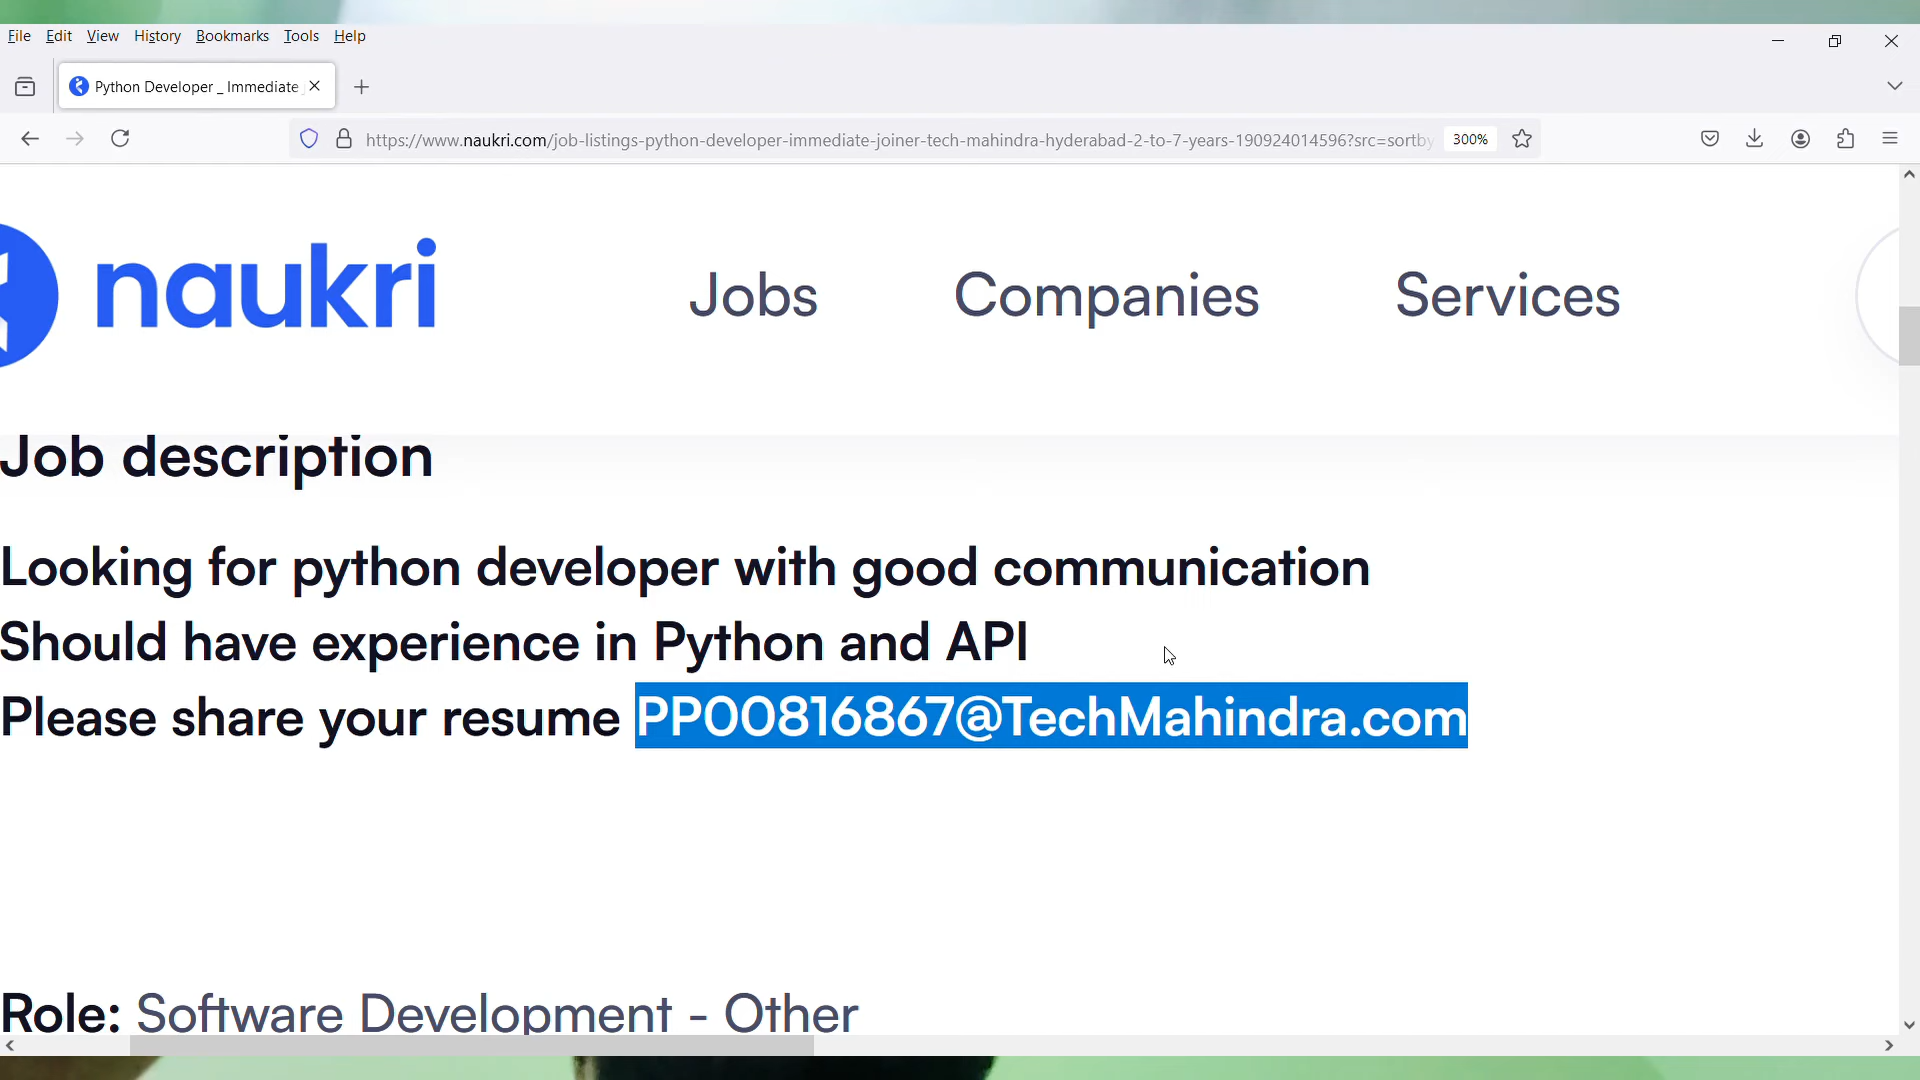 File Edit View History Bookmarks Tools Help
Python Developer _ Immediate
https://www.naukri.com/job-listings-python-developer-immediate-joiner-tech-mahindra-hyderabad-2-to-7-years-190924014596?src=sortby 300%
naukri Jobs Companies Services
Job description
Looking for python developer with good communication
Should have experience in Python and API
Please share your resume PP00816867@TechMahindra.com
Role: Software Development - Other